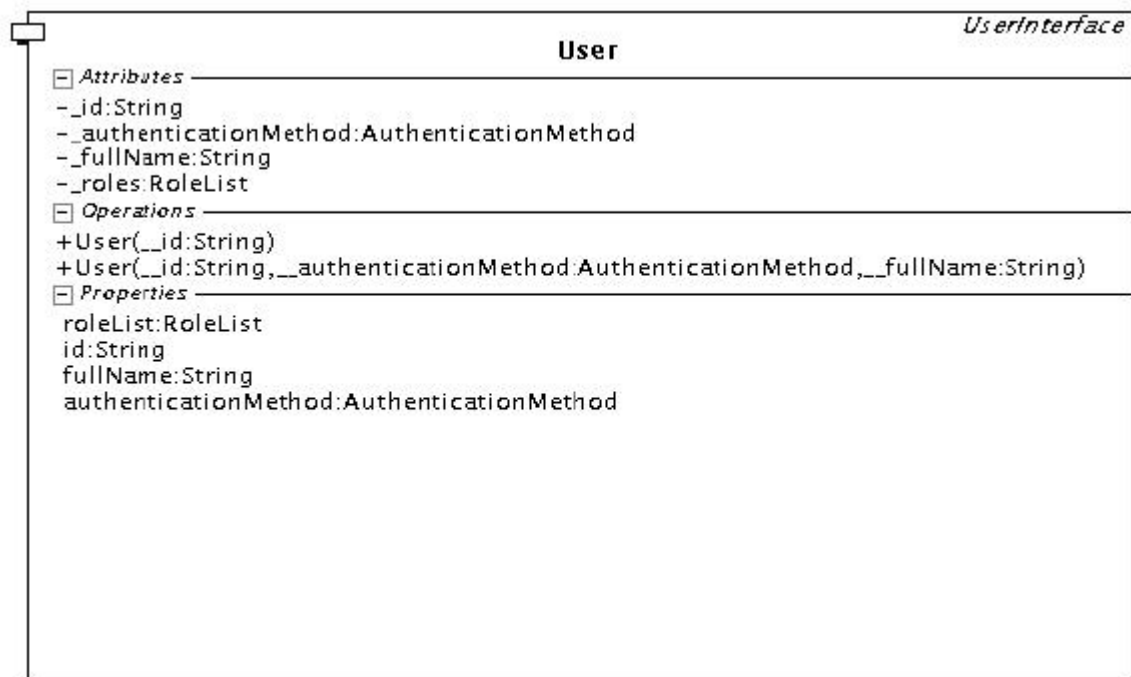 UserInterface
User
Attributes
-_id:String
-_authenticationMethod:AuthenticationMethod
-_fullName:String
-_roles:RoleList
Operations
+User(__id:String)
+User(__id:String,__authenticationMethod:AuthenticationMethod,__fullName:String)
Properties
roleList:RoleList
id:String
fullName:String
authenticationMethod:AuthenticationMethod